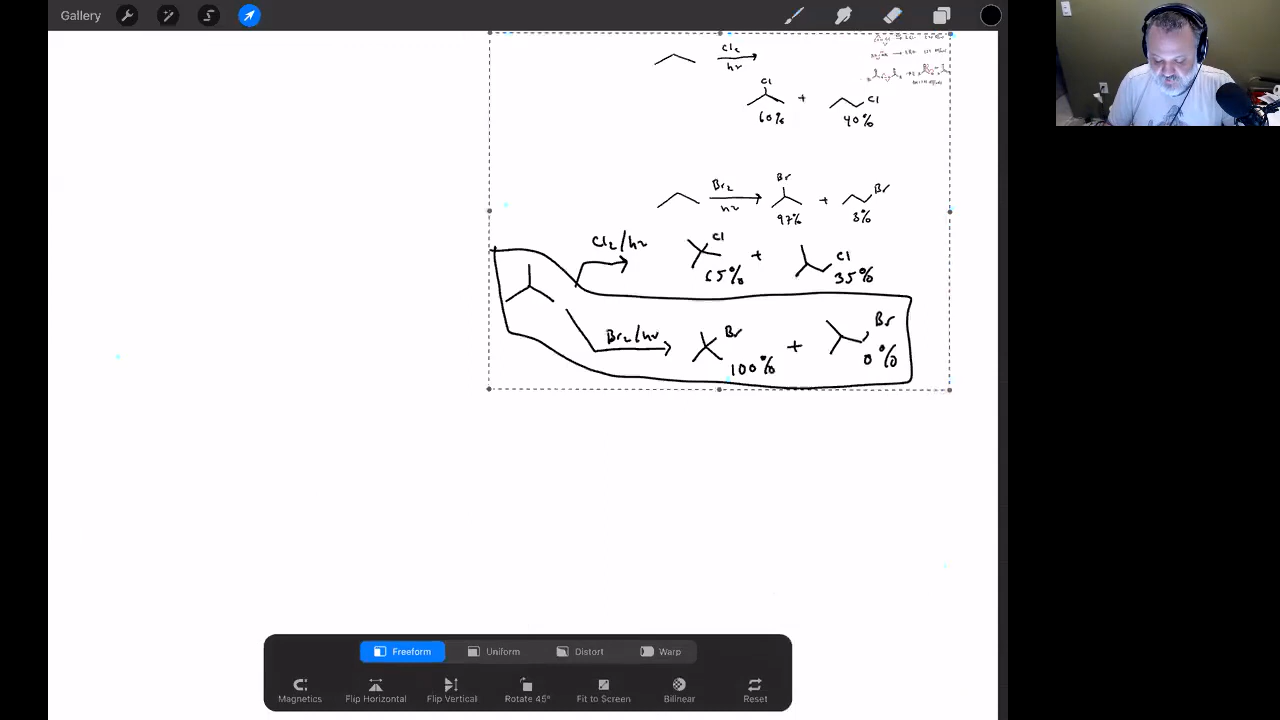 Gallery
Cl₂
hν
Cl
+
Cl
60%
40%
Br₂
hν
Br
+
Br
97%
3%
Cl₂/hν
Cl
+
Cl
65%
35%
Br₂/hν
Br
+
Br
100%
0%
Freeform
Uniform
Distort
Warp
Magnetics
Flip Horizontal
Flip Vertical
Rotate 45°
Fit to Screen
Bilinear
Reset